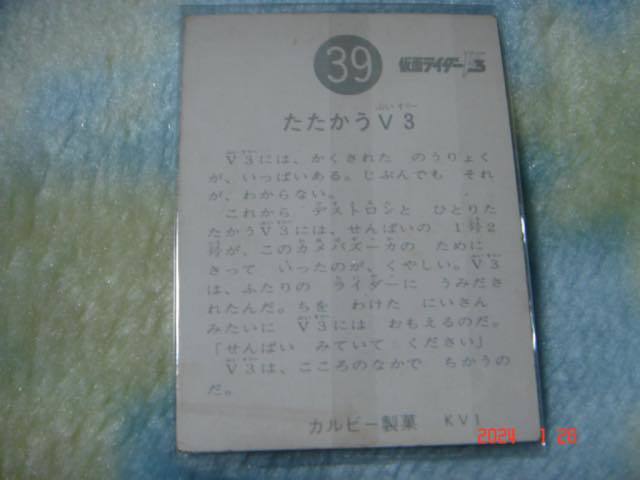 39
仮面ライダーV3
ぶいすりー
たたかうV3
V3には、かくされた のうりょく
が、いっぱいある。じぶんでも それ
が、わからない。
これから デストロンと ひとりた
たかうV3には、せんぱいの 1号2
号が、このカメバズーカの ために
さって いったのが、くやしい。V3
は、ふたりの ライダーに うみださ
れたんだ。ちを わけた にいさん
みたいに V3には おもえるのだ。
「せんぱい みていて ください」
V3は、こころのなかで ちかうの
だ。
カルビー製菓 KV1
2024 1 28